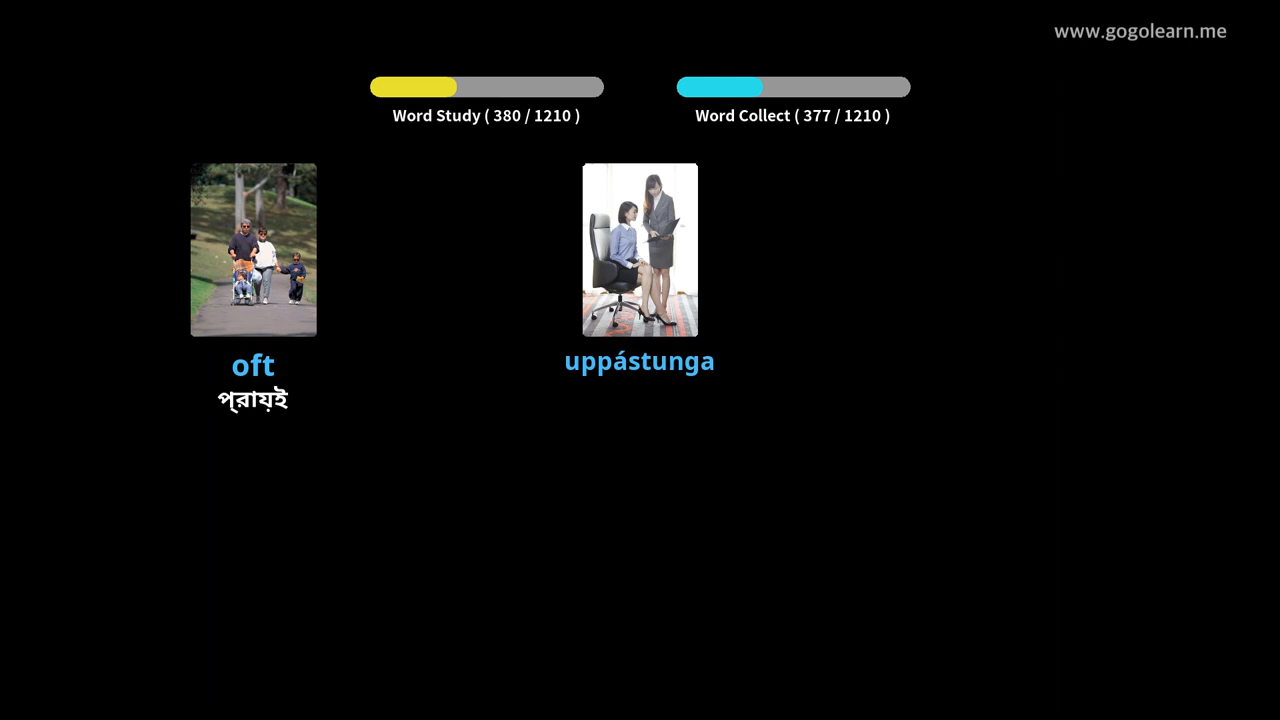 www.gogolearn.me
Word Study ( 380 / 1210 )
Word Collect ( 377 / 1210 )
oft
প্রায়ই
uppástunga